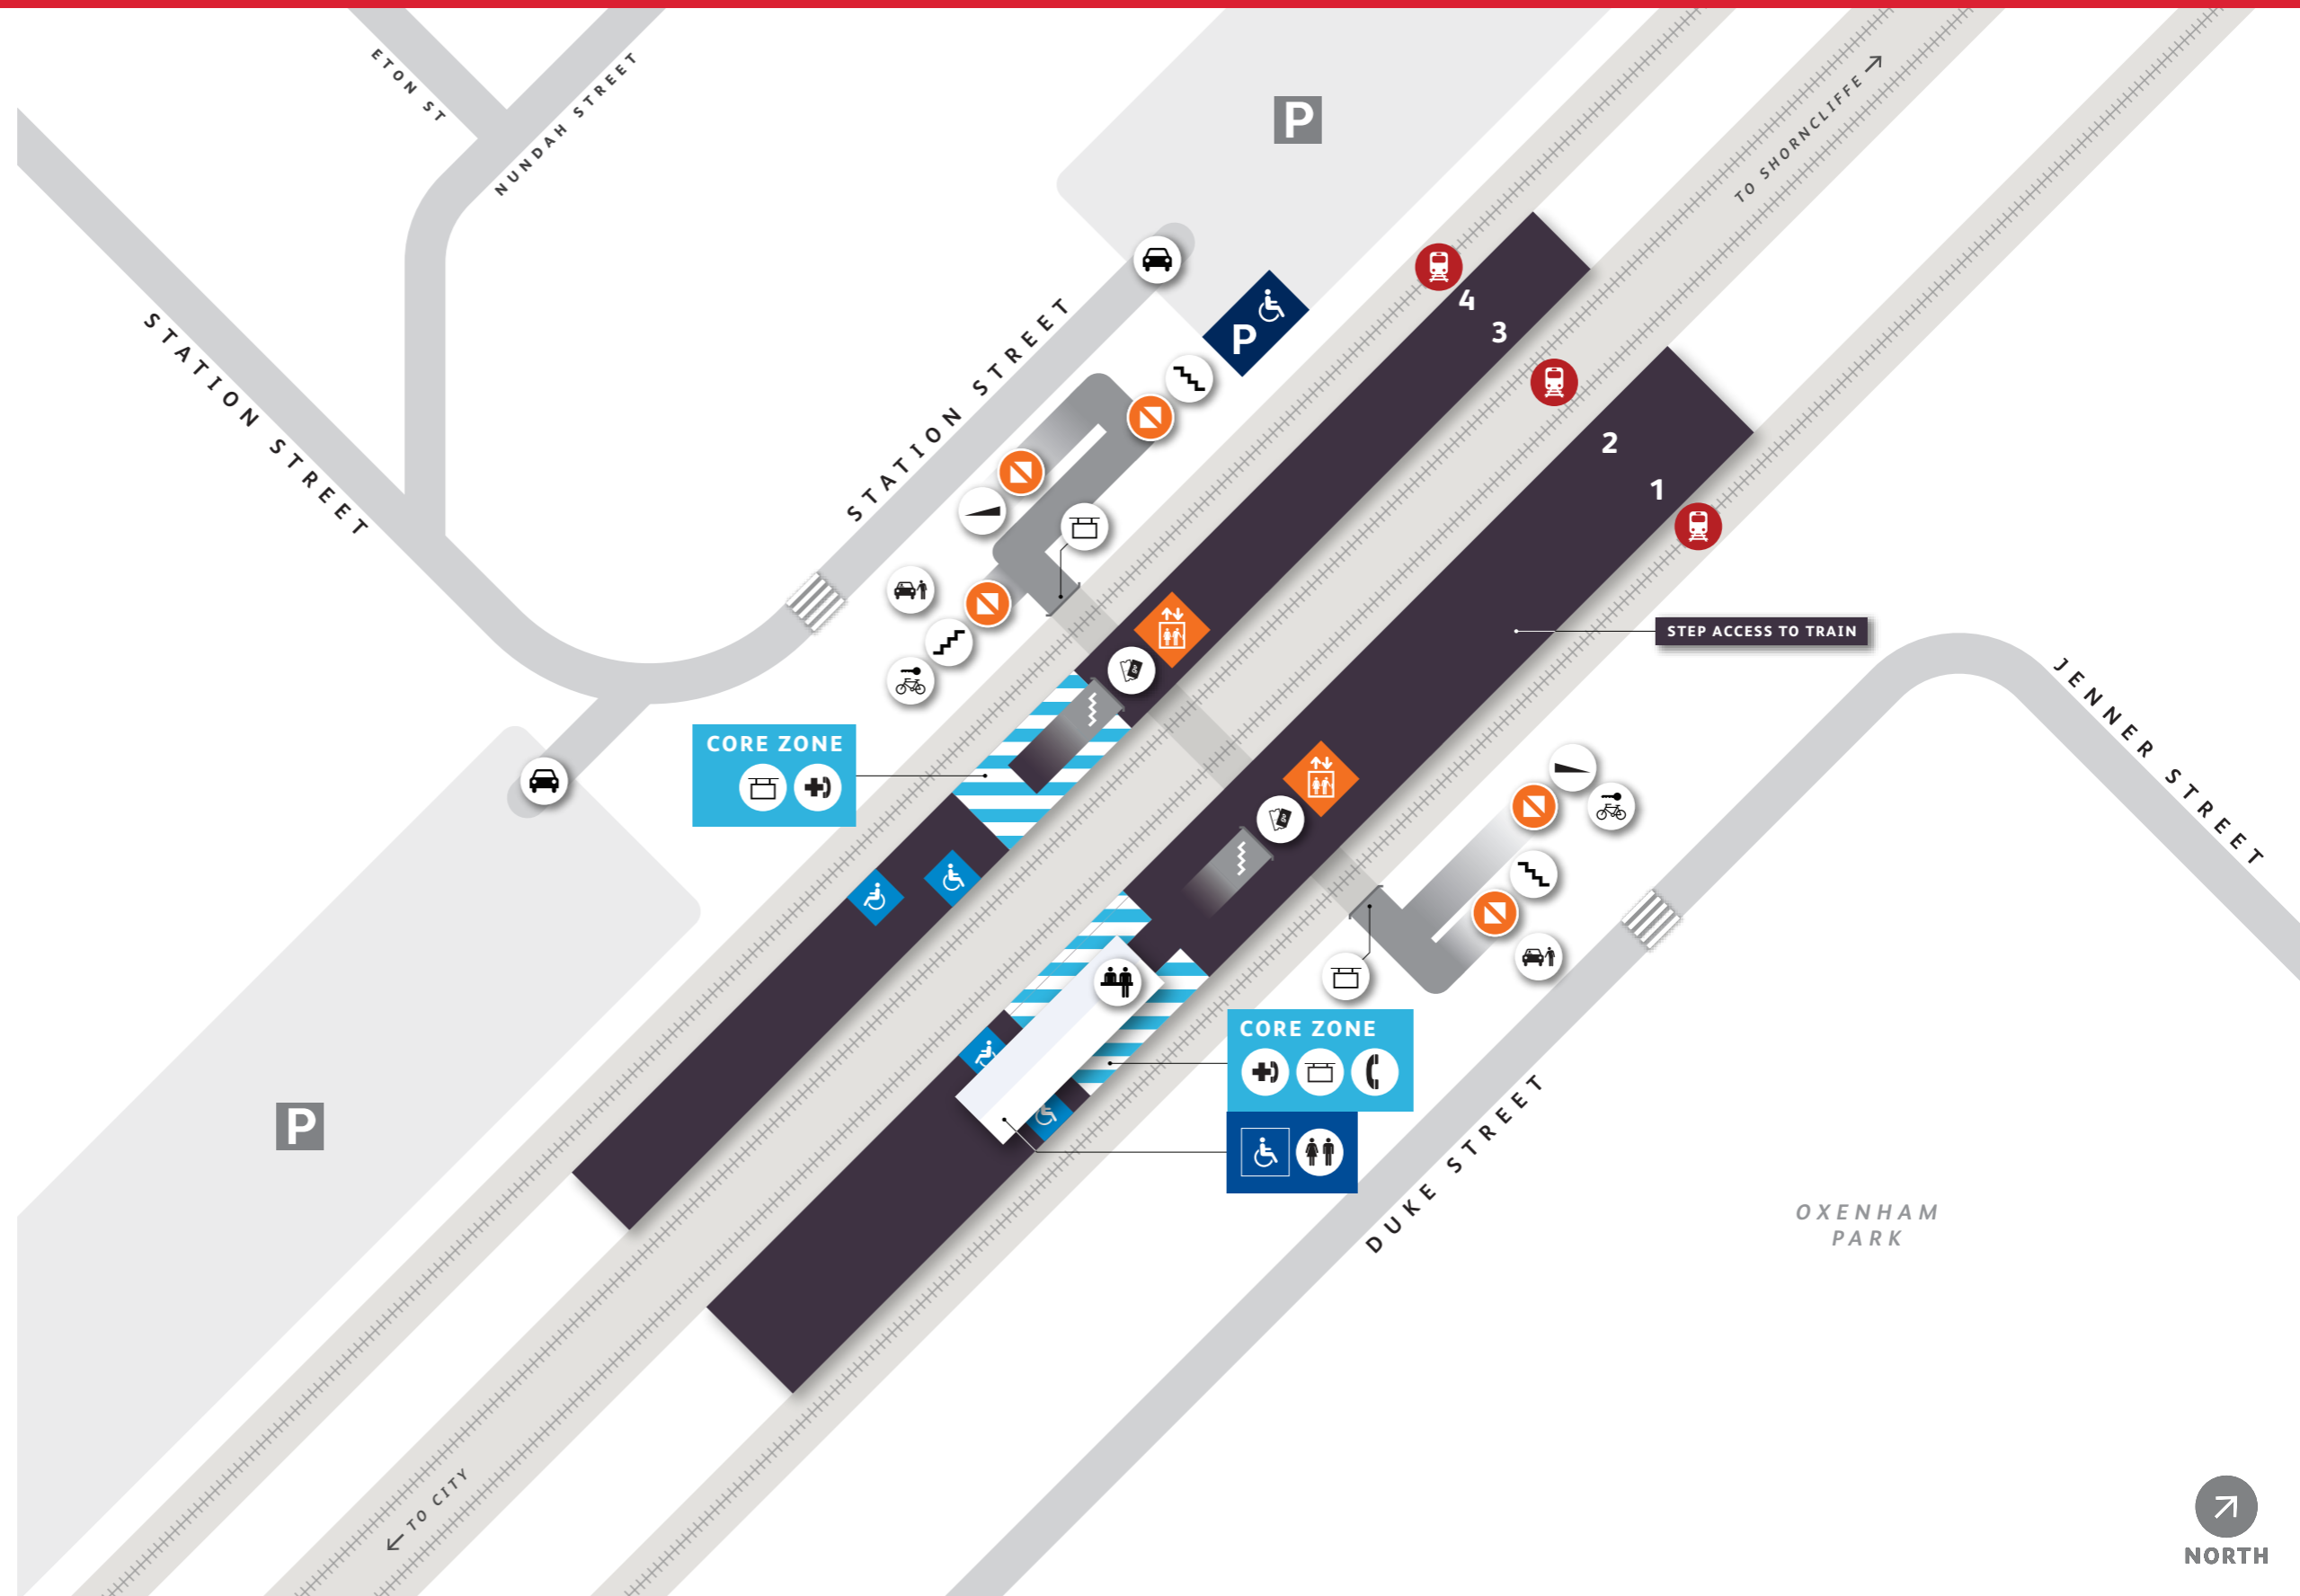 ETON ST
NUNDAH STREET
P
TO SHORNCLIFFE
STATION STREET
STATION STREET
P
4
3
2
1
STEP ACCESS TO TRAIN
JENNER STREET
CORE ZONE
CORE ZONE
P
DUKE STREET
OXENHAM
PARK
TO CITY
NORTH